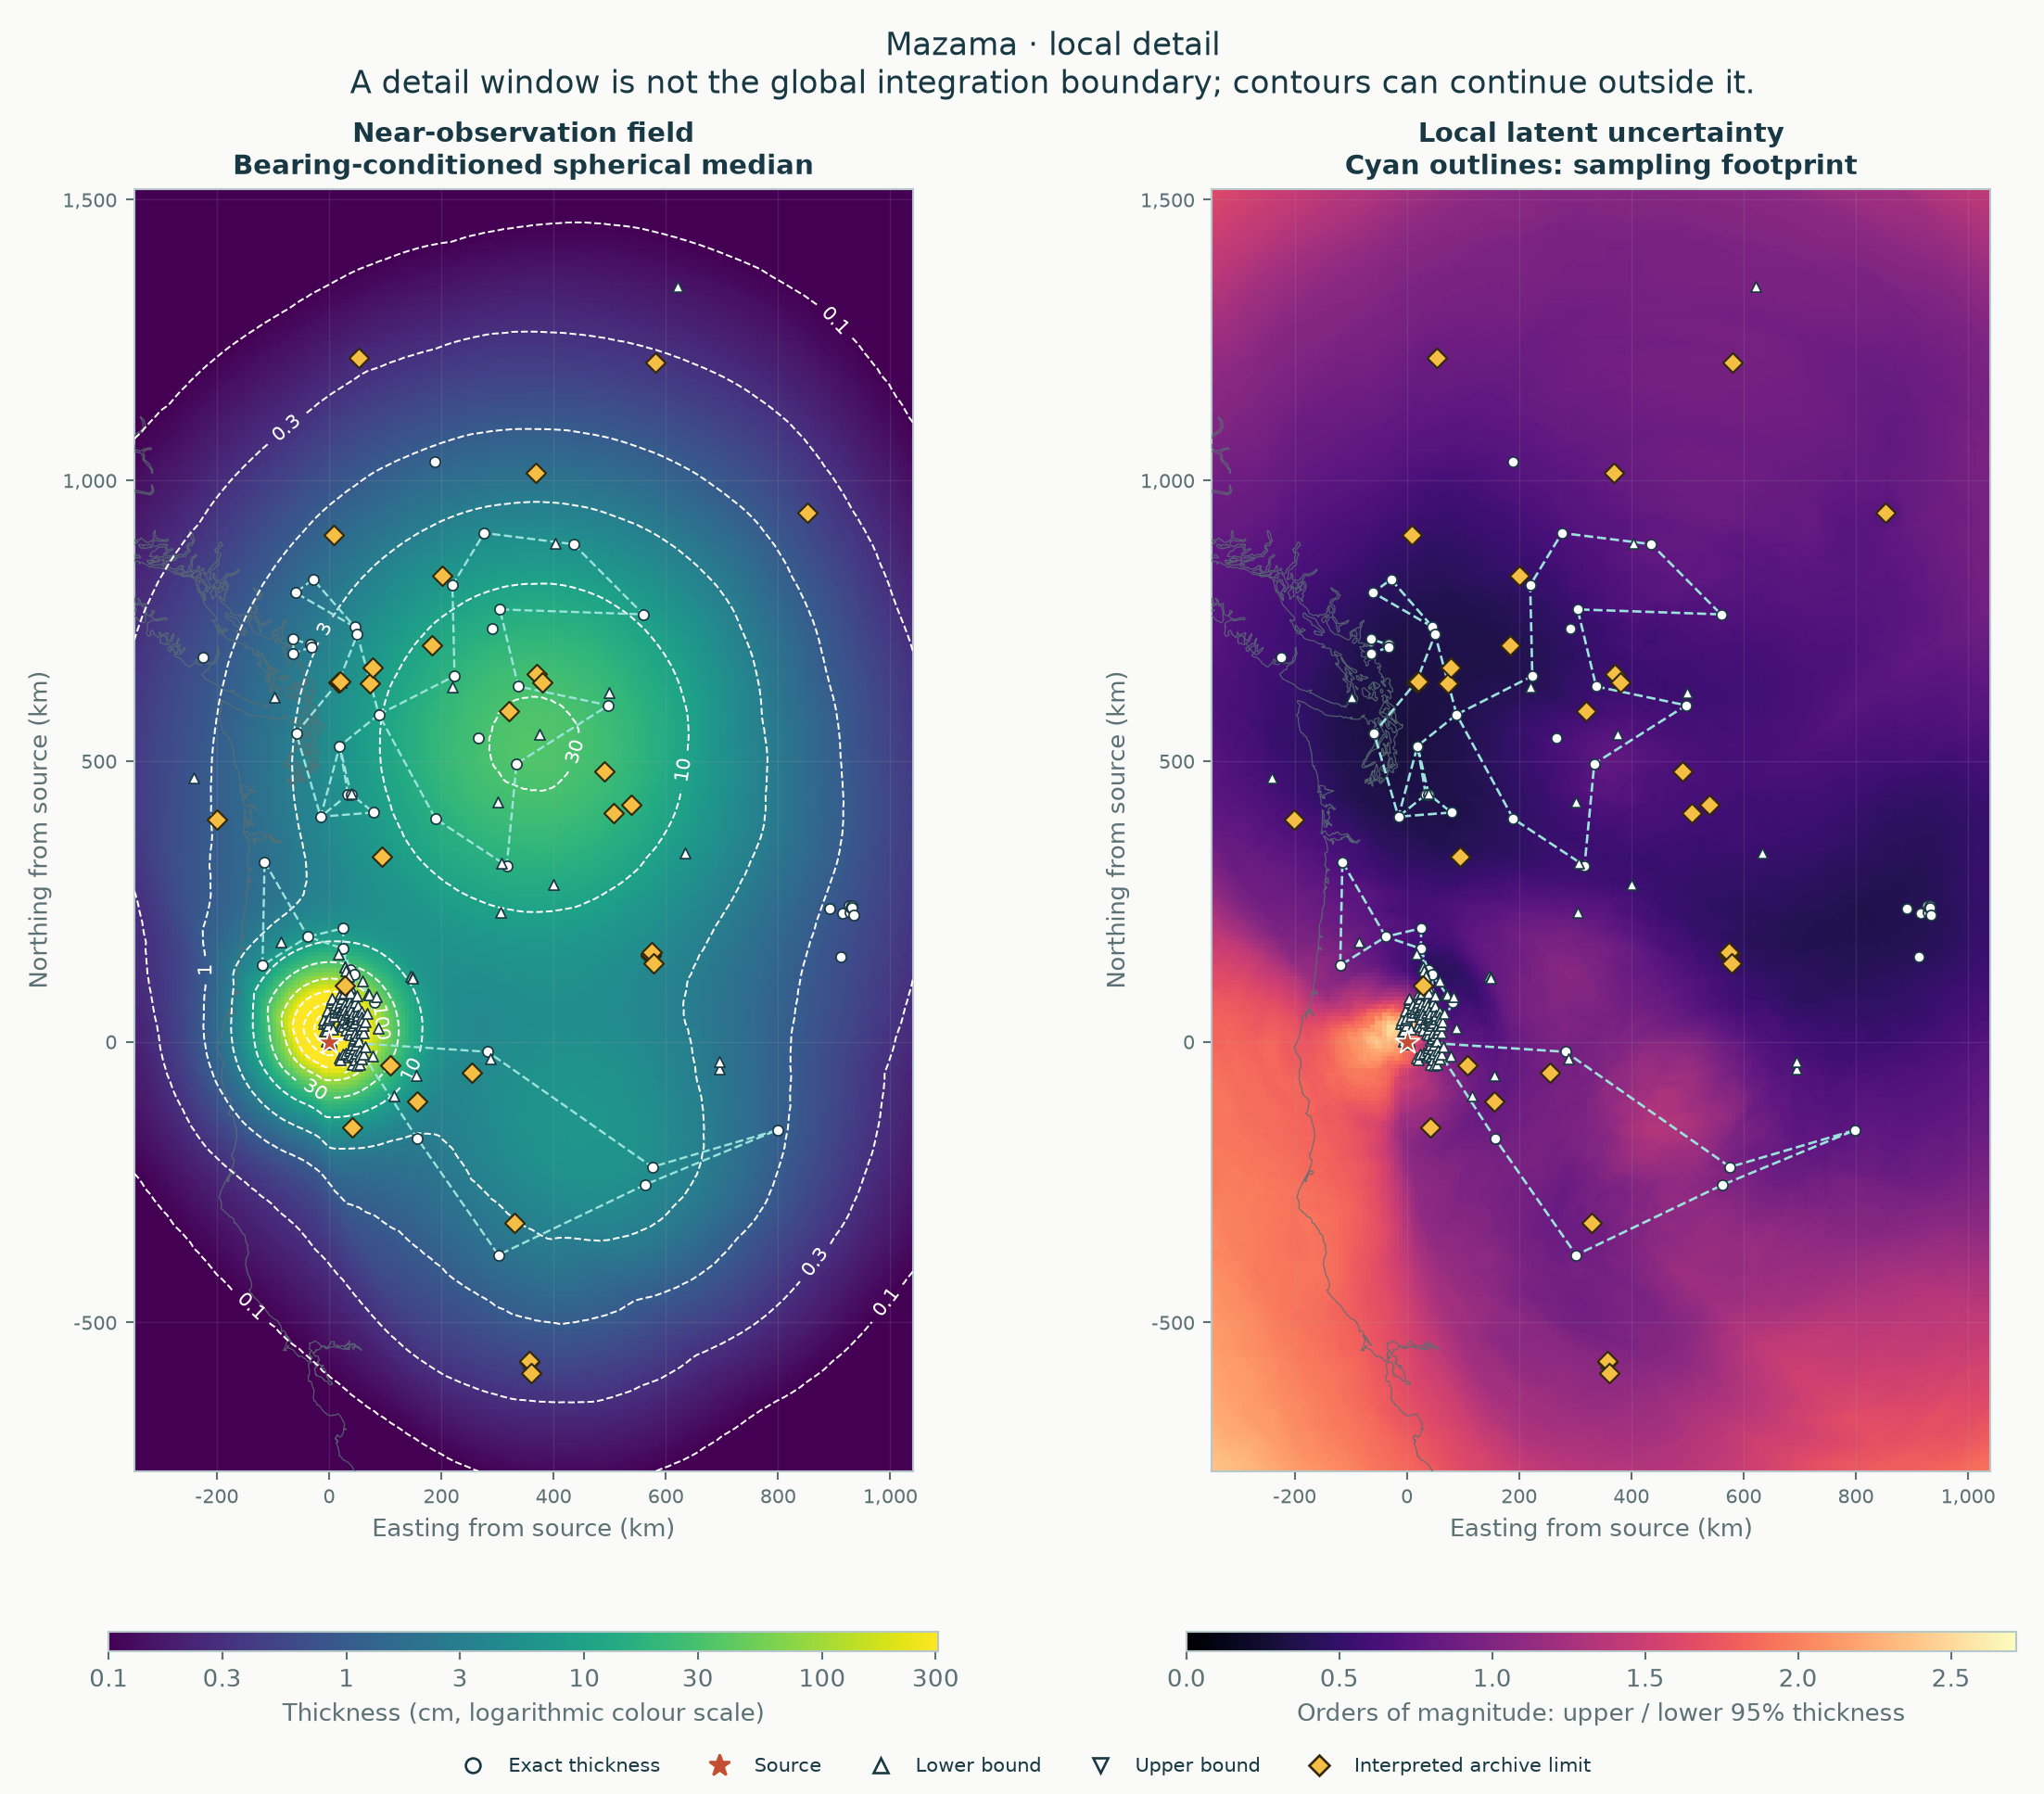 Mazama · local detail
A detail window is not the global integration boundary; contours can continue outside it.
Near-observation field
Bearing-conditioned spherical median
Local latent uncertainty
Cyan outlines: sampling footprint
1,500
1,000
500
0
-500
Northing from source (km)
0.1
0.3
3
30
10
1
100
10
30
0.3
0.1
0.1
-200
0
200
400
600
800
1,000
Easting from source (km)
1,500
1,000
500
0
-500
Northing from source (km)
-200
0
200
400
600
800
1,000
Easting from source (km)
0.1
0.3
1
3
10
30
100
300
Thickness (cm, logarithmic colour scale)
0.0
0.5
1.0
1.5
2.0
2.5
Orders of magnitude: upper / lower 95% thickness
Exact thickness
Source
Lower bound
Upper bound
Interpreted archive limit